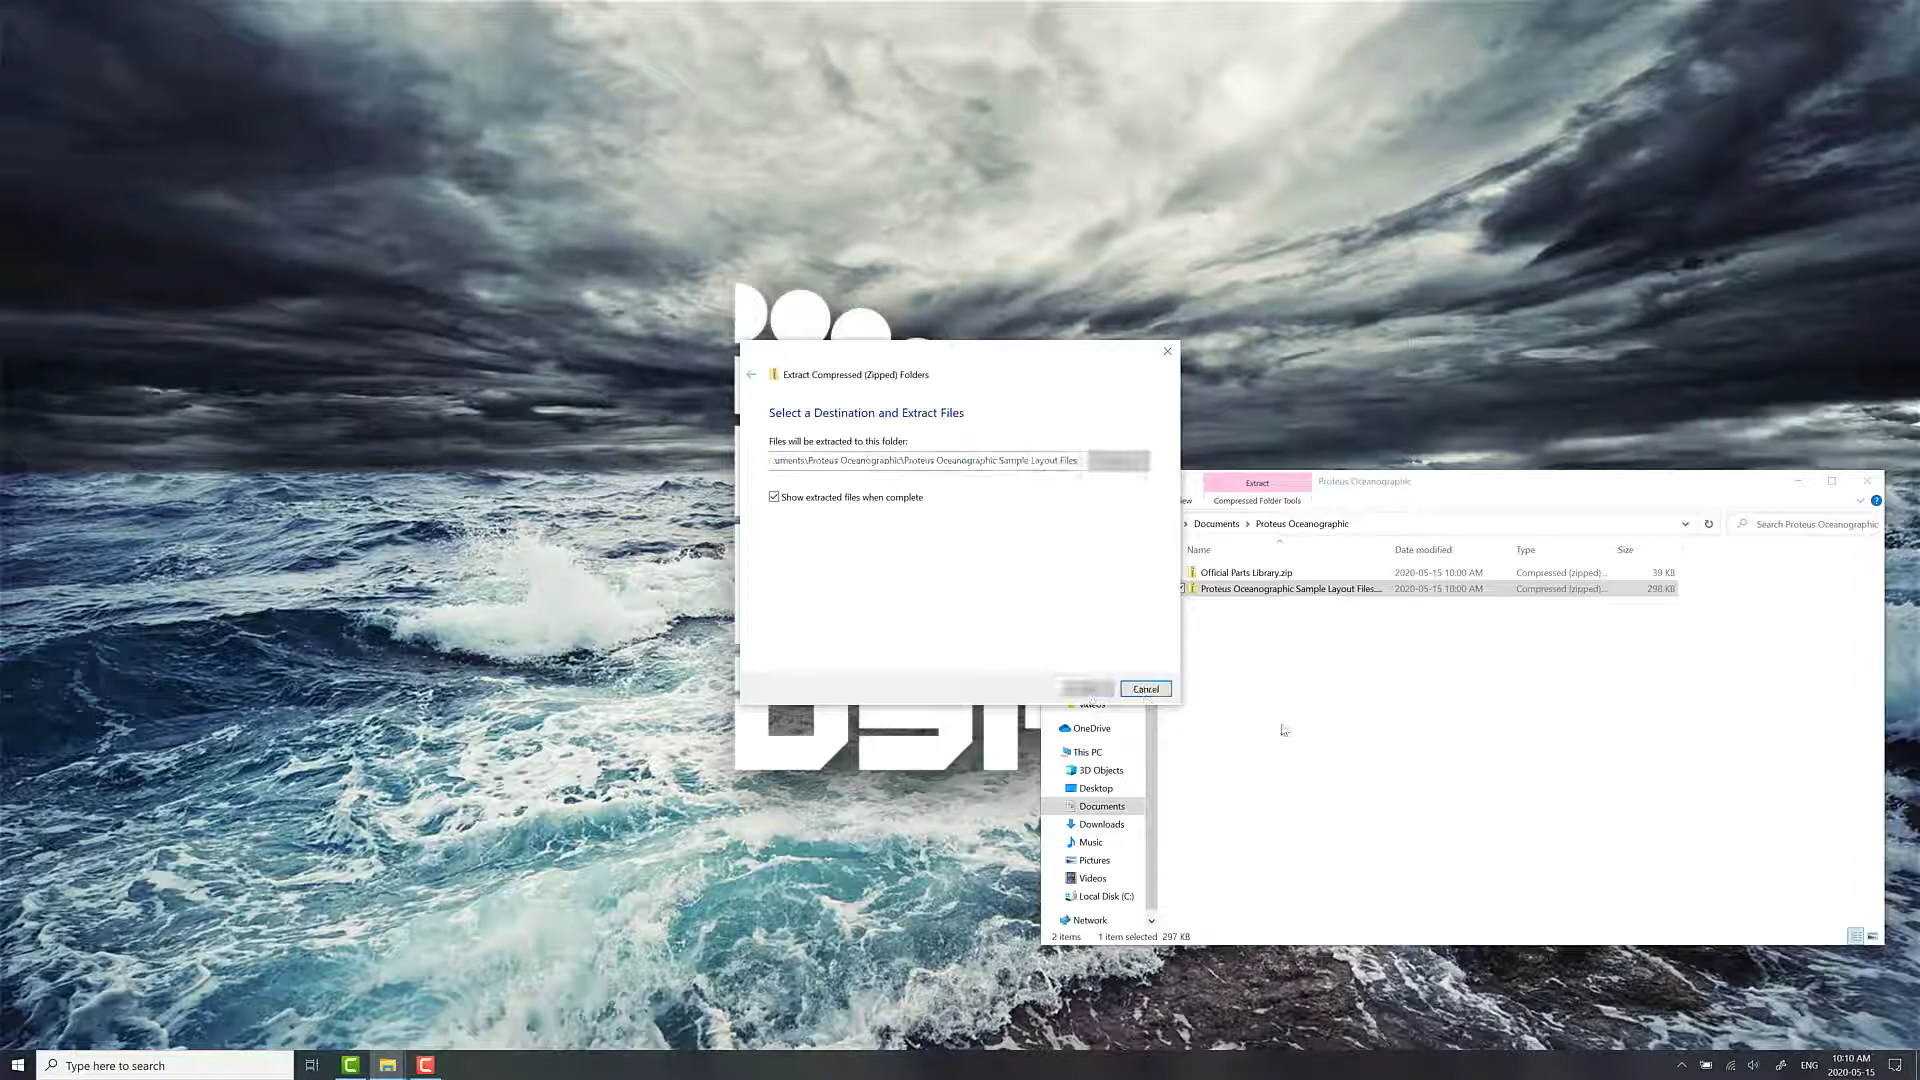 Extract Compressed (Zipped) Folders
Select a Destination and Extract Files
Files will be extracted to this folder:
uments\Proteus Oceanographic\Proteus Oceanographic Sample Layout Files
Show extracted files when complete
Cancel
Extract
Proteus Oceanographic
Compressed Folder Tools
Documents > Proteus Oceanographic
Search Proteus Oceanographic
Name Date modified Type Size
Official Parts Library.zip 2020-05-15 10:00 AM Compressed (zipped)... 39 KB
Proteus Oceanographic Sample Layout Files.... 2020-05-15 10:00 AM Compressed (zipped)... 298 KB
Videos
OneDrive
This PC
3D Objects
Desktop
Documents
Downloads
Music
Pictures
Videos
Local Disk (C:)
Network
2 items 1 item selected 297 KB
Type here to search
ENG
10:10 AM
2020-05-15